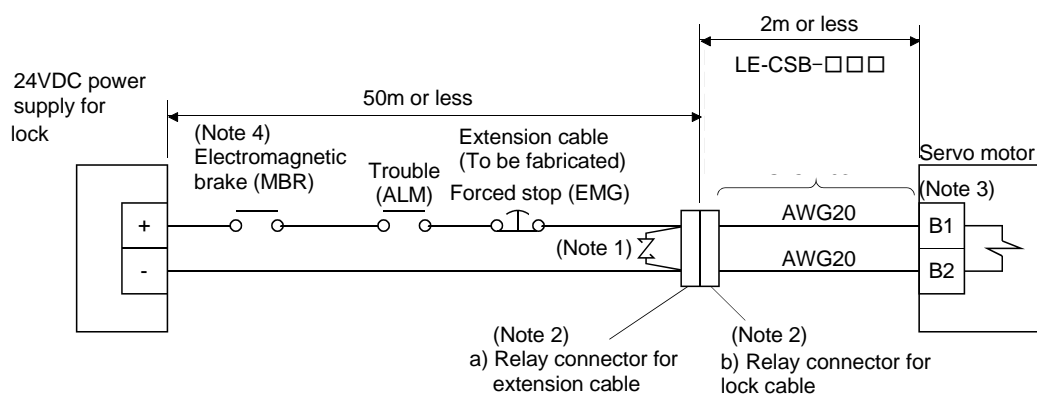 2m or less
LE-CSB-□□□
24VDC power
supply for
lock
50m or less
(Note 4)
Electromagnetic
brake (MBR)
Trouble
(ALM)
Extension cable
(To be fabricated)
Forced stop (EMG)
Servo motor
(Note 3)
+
-
(Note 1)
AWG20
AWG20
B1
B2
(Note 2)
a) Relay connector for
extension cable
(Note 2)
b) Relay connector for
lock cable